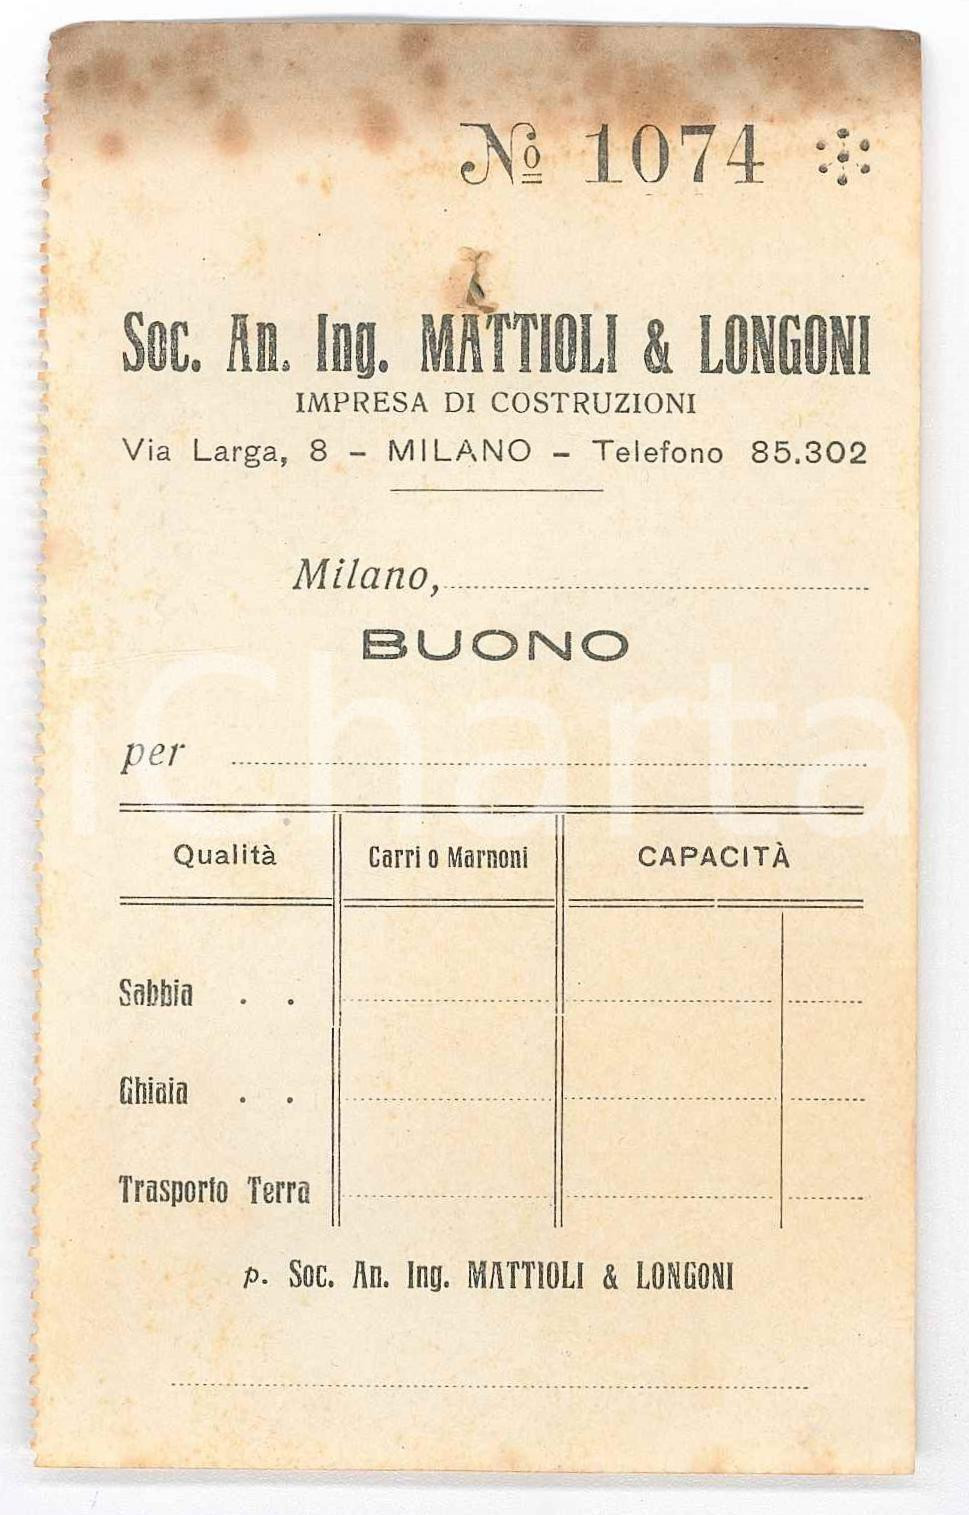 № 1074
Soc. An. Ing. MATTIOLI & LONGONI
IMPRESA DI COSTRUZIONI
Via Larga, 8 - MILANO - Telefono 85.302
Milano,
BUONO
per
iCharta
Qualità Carri o Marnoni CAPACITÀ
Sabbia . .
Ghiaia . .
Trasporto Terra
p. Soc. An. Ing. MATTIOLI & LONGONI